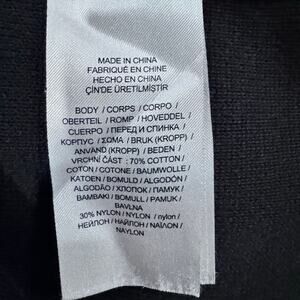 MADE IN CHINA
FABRIQUÉ EN CHINE
HECHO EN CHINA
ÇİN'DE ÜRETİLMİŞTİR
BODY / CORPS / CORPO /
OBERTEIL / ROMP / HOVEDDEL /
CUERPO / ПЕРЕД И СПИНКА /
КОРПУС / ΣΩΜΑ / BRUK (KROPP) /
ANVÄND (KROPP) / BEDEN /
VRCHNÍ ČÁST : 70% COTTON /
COTON / COTONE / BAUMWOLLE /
KATOEN / BOMULD / ALGODÓN /
ALGODÃO / ХЛОПОК / ПАМУК /
BAMBAKI / BOMULL / PAMUK /
BAVLNA
30% NYLON / NYLON / nylon /
НЕЙЛОН / НАЙЛОН / NAÏLON /
NAYLON